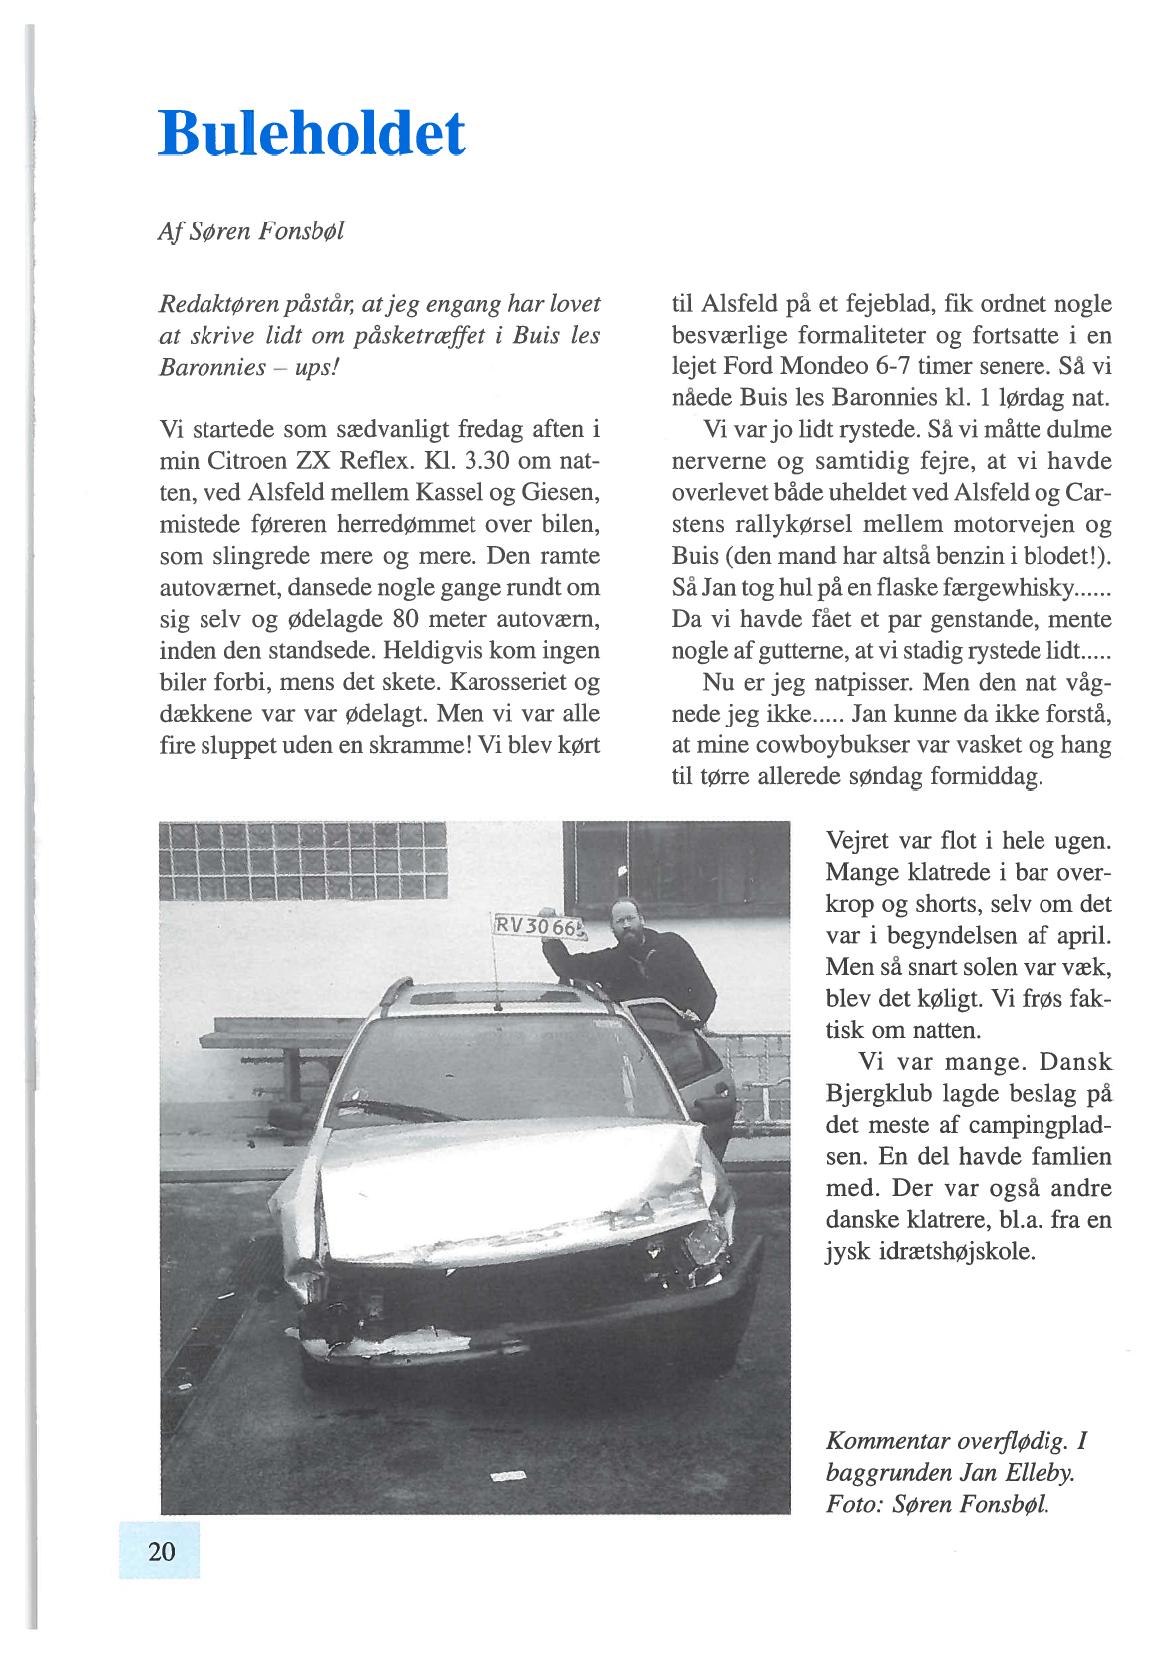 Buleholdet
Af Søren Fonsbøl
Redaktøren påstår, at jeg engang har lovet
at skrive lidt om påsketræffet i Buis les
Baronnies – ups!
Vi startede som sædvanligt fredag aften i
min Citroen ZX Reflex. Kl. 3.30 om nat-
ten, ved Alsfeld mellem Kassel og Giesen,
mistede føreren herredømmet over bilen,
som slingrede mere og mere. Den ramte
autoværnet, dansede nogle gange rundt om
sig selv og ødelagde 80 meter autoværn,
inden den standsede. Heldigvis kom ingen
biler forbi, mens det skete. Karosseriet og
dækkene var var ødelagt. Men vi var alle
fire sluppet uden en skramme! Vi blev kørt
til Alsfeld på et fejeblad, fik ordnet nogle
besværlige formaliteter og fortsatte i en
lejet Ford Mondeo 6-7 timer senere. Så vi
nåede Buis les Baronnies kl. 1 lørdag nat.
Vi var jo lidt rystede. Så vi måtte dulme
nerverne og samtidig fejre, at vi havde
overlevet både uheldet ved Alsfeld og Car-
stens rallykørsel mellem motorvejen og
Buis (den mand har altså benzin i blodet!).
Så Jan tog hul på en flaske færgewhisky......
Da vi havde fået et par genstande, mente
nogle af gutterne, at vi stadig rystede lidt.....
Nu er jeg natpisser. Men den nat våg-
nede jeg ikke..... Jan kunne da ikke forstå,
at mine cowboybukser var vasket og hang
til tørre allerede søndag formiddag.
RV 30 665
Vejret var flot i hele ugen.
Mange klatrede i bar over-
krop og shorts, selv om det
var i begyndelsen af april.
Men så snart solen var væk,
blev det køligt. Vi frøs fak-
tisk om natten.
Vi var mange. Dansk
Bjergklub lagde beslag på
det meste af campingplad-
sen. En del havde famlien
med. Der var også andre
danske klatrere, bl.a. fra en
jysk idrætshøjskole.
Kommentar overflødig. I
baggrunden Jan Elleby.
Foto: Søren Fonsbøl.
20